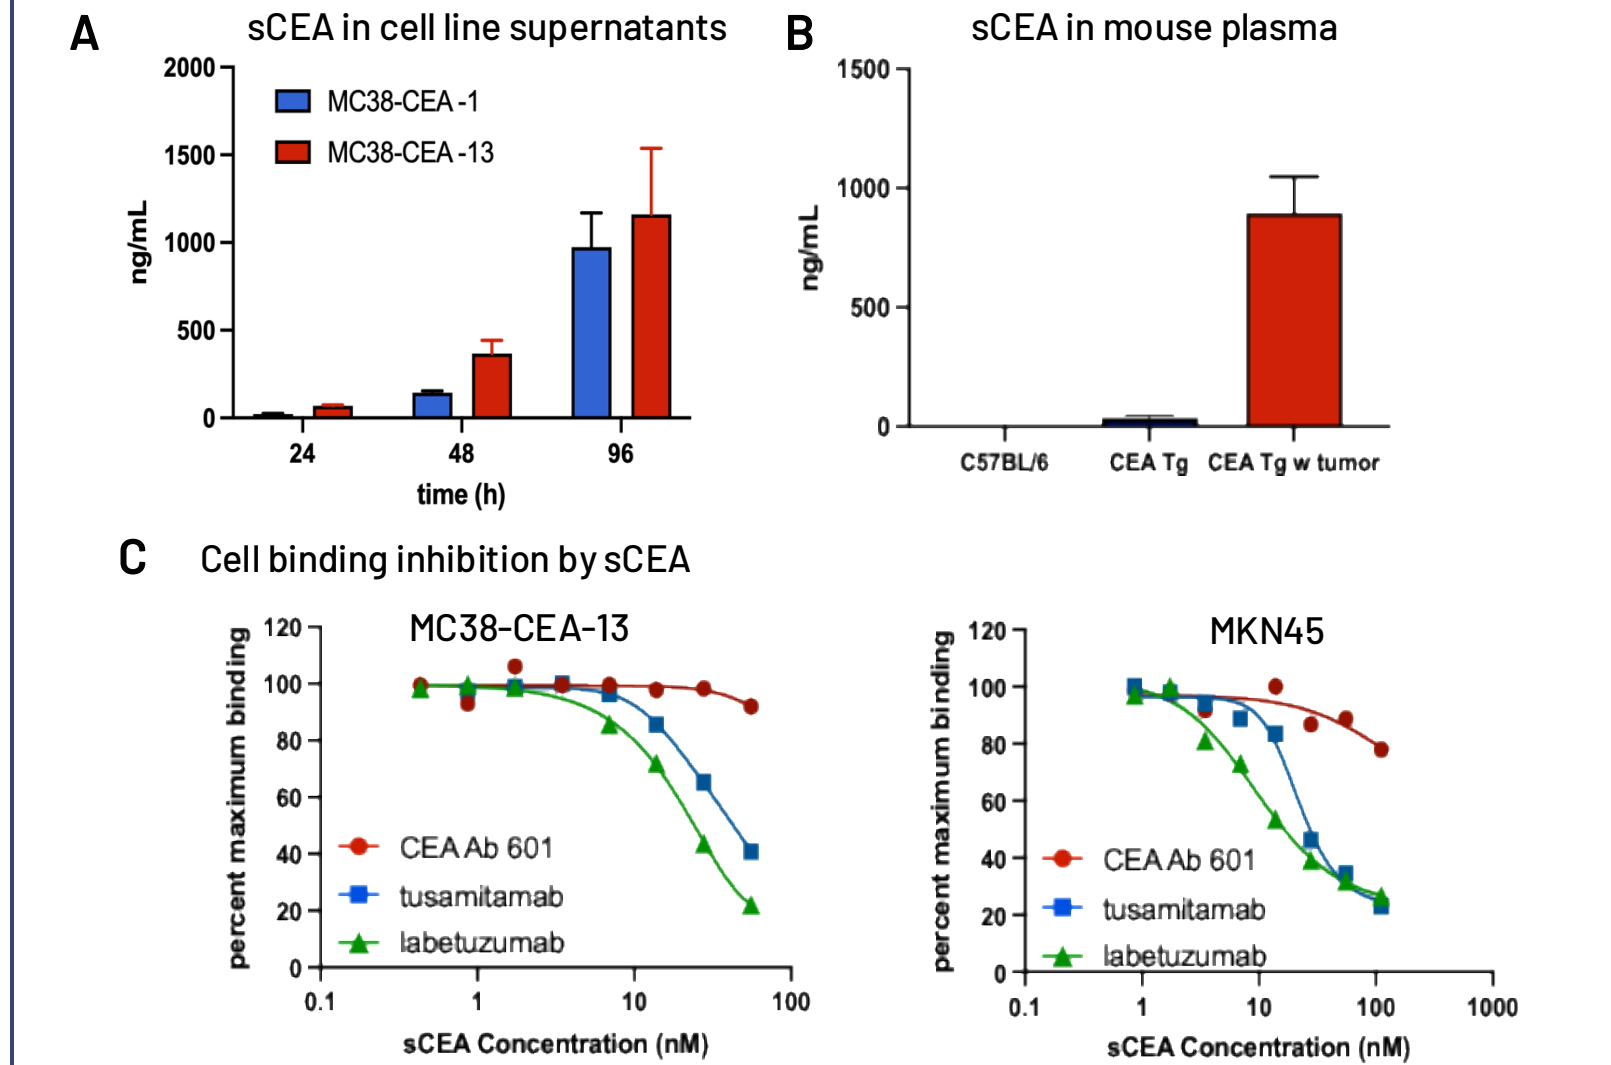 A
sCEA in cell line supernatants
2000
1500
1000
500
0
ng/mL
MC38-CEA -1
MC38-CEA -13
24
48
96
time (h)
B
sCEA in mouse plasma
1500
1000
500
0
ng/mL
C57BL/6
CEA Tg
CEA Tg w tumor
C
Cell binding inhibition by sCEA
MC38-CEA-13
percent maximum binding
120
100
80
60
40
20
0
CEA Ab 601
tusamitamab
labetuzumab
0.1
1
10
100
sCEA Concentration (nM)
MKN45
percent maximum binding
120
100
80
60
40
20
0
CEA Ab 601
tusamitamab
labetuzumab
0.1
1
10
100
1000
sCEA Concentration (nM)